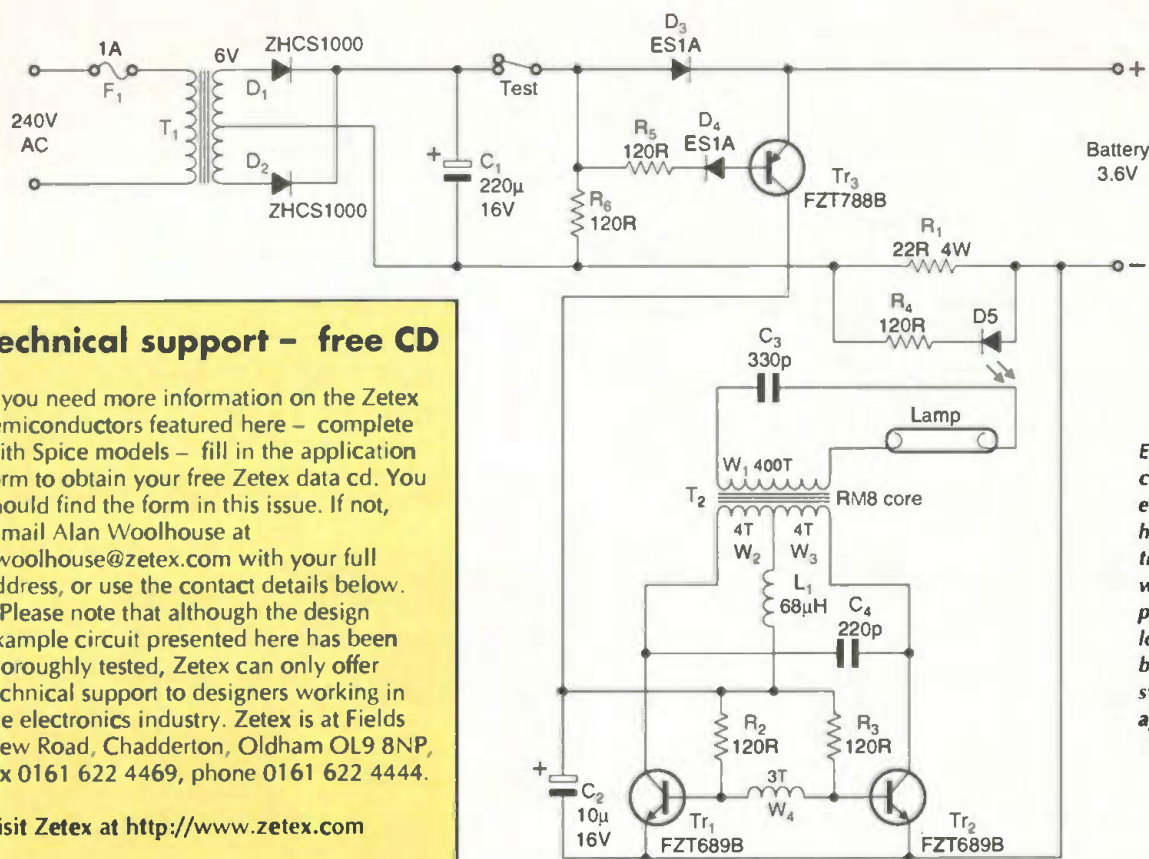 1A
F1
240V
AC
T1
6V
ZHCS1000
D1
D2
ZHCS1000
+
C1
220µ
16V
Test
D3
ES1A
R5
120R
D4
ES1A
R6
120R
Tr3
FZT788B
+
Battery
3.6V
R1
22R 4W
–
R4
120R
D5
C3
330p
Lamp
W1 400T
T2
RM8 core
4T
W2
4T
W3
L1
68µH
C4
220p
R2
120R
R3
120R
3T
W4
+
C2
10µ
16V
Tr1
FZT689B
Tr2
FZT689B
echnical support – free CD
you need more information on the Zetex
emiconductors featured here – complete
ith Spice models – fill in the application
orm to obtain your free Zetex data cd. You
hould find the form in this issue. If not,
mail Alan Woolhouse at
woolhouse@zetex.com with your full
ddress, or use the contact details below.
Please note that although the design
xample circuit presented here has been
oroughly tested, Zetex can only offer
chnical support to designers working in
e electronics industry. Zetex is at Fields
ew Road, Chadderton, Oldham OL9 8NP,
x 0161 622 4469, phone 0161 622 4444.
isit Zetex at http://www.zetex.com